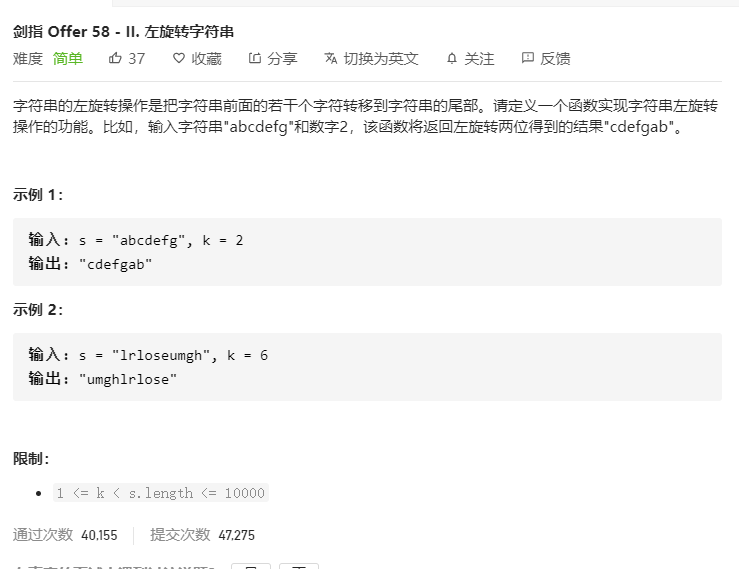 剑指 Offer 58 - II. 左旋转字符串
难度 简单 37 收藏 分享 切换为英文 关注 反馈
字符串的左旋转操作是把字符串前面的若干个字符转移到字符串的尾部。请定义一个函数实现字符串左旋转
操作的功能。比如，输入字符串"abcdefg"和数字2，该函数将返回左旋转两位得到的结果"cdefgab"。
示例 1：
输入: s = "abcdefg", k = 2
输出: "cdefgab"
示例 2：
输入: s = "lrloseumgh", k = 6
输出: "umghlrlose"
限制：
1 <= k < s.length <= 10000
通过次数 40,155 提交次数 47,275